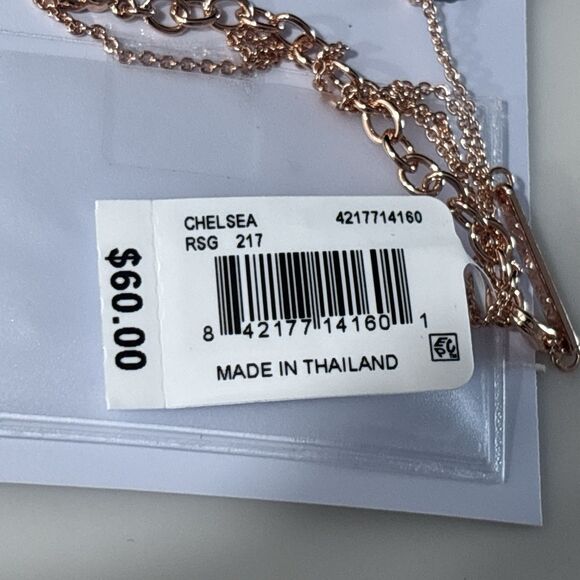 CHELSEA 4217714160
RSG 217
8 42177 14160 1
MADE IN THAILAND
$60.00